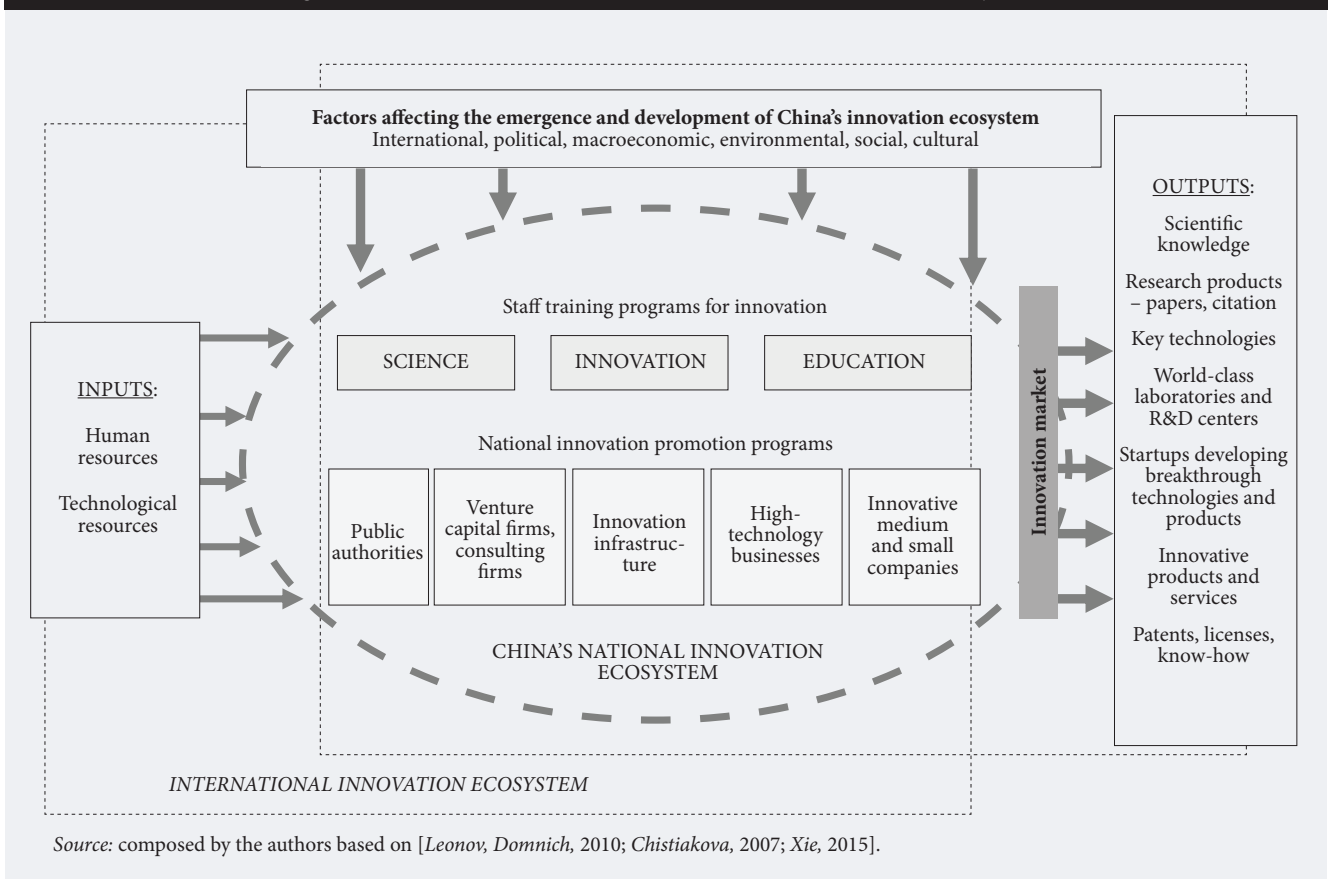 Factors affecting the emergence and development of China's innovation ecosystem
International, political, macroeconomic, environmental, social, cultural
INPUTS:
Human
resources
Technological
resources
Staff training programs for innovation
SCIENCE
INNOVATION
EDUCATION
National innovation promotion programs
Public
authorities
Venture
capital firms,
consulting
firms
Innovation
infrastruc-
ture
High-
technology
businesses
Innovative
medium
and small
companies
CHINA'S NATIONAL INNOVATION
ECOSYSTEM
Innovation market
OUTPUTS:
Scientific
knowledge
Research products
– papers, citation
Key technologies
World-class
laboratories and
R&D centers
Startups developing
breakthrough
technologies and
products
Innovative
products and
services
Patents, licenses,
know-how
INTERNATIONAL INNOVATION ECOSYSTEM
Source: composed by the authors based on [Leonov, Domnich, 2010; Chistiakova, 2007; Xie, 2015].